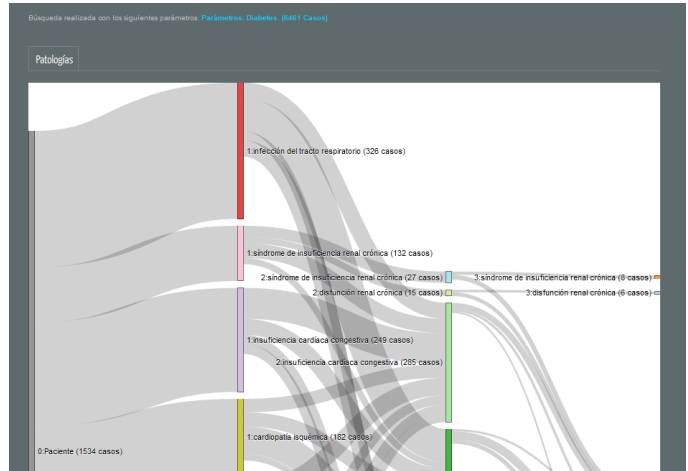 Búsqueda realizada con los siguientes parámetros: Parámetros: Diabetes. (6401 Casos)
Patologías
1:infección del tracto respiratorio (326 casos)
1:síndrome de insuficiencia renal crónica (132 casos)
2:síndrome de insuficiencia renal crónica (27 casos)
3:síndrome de insuficiencia renal crónica (8 casos)
2:disfunción renal crónica (15 casos)
3:disfunción renal crónica (6 casos)
1:insuficiencia cardíaca congestiva (249 casos)
2:insuficiencia cardíaca congestiva (285 casos)
1:cardiopatía isquémica (182 casos)
0:Paciente (1534 casos)